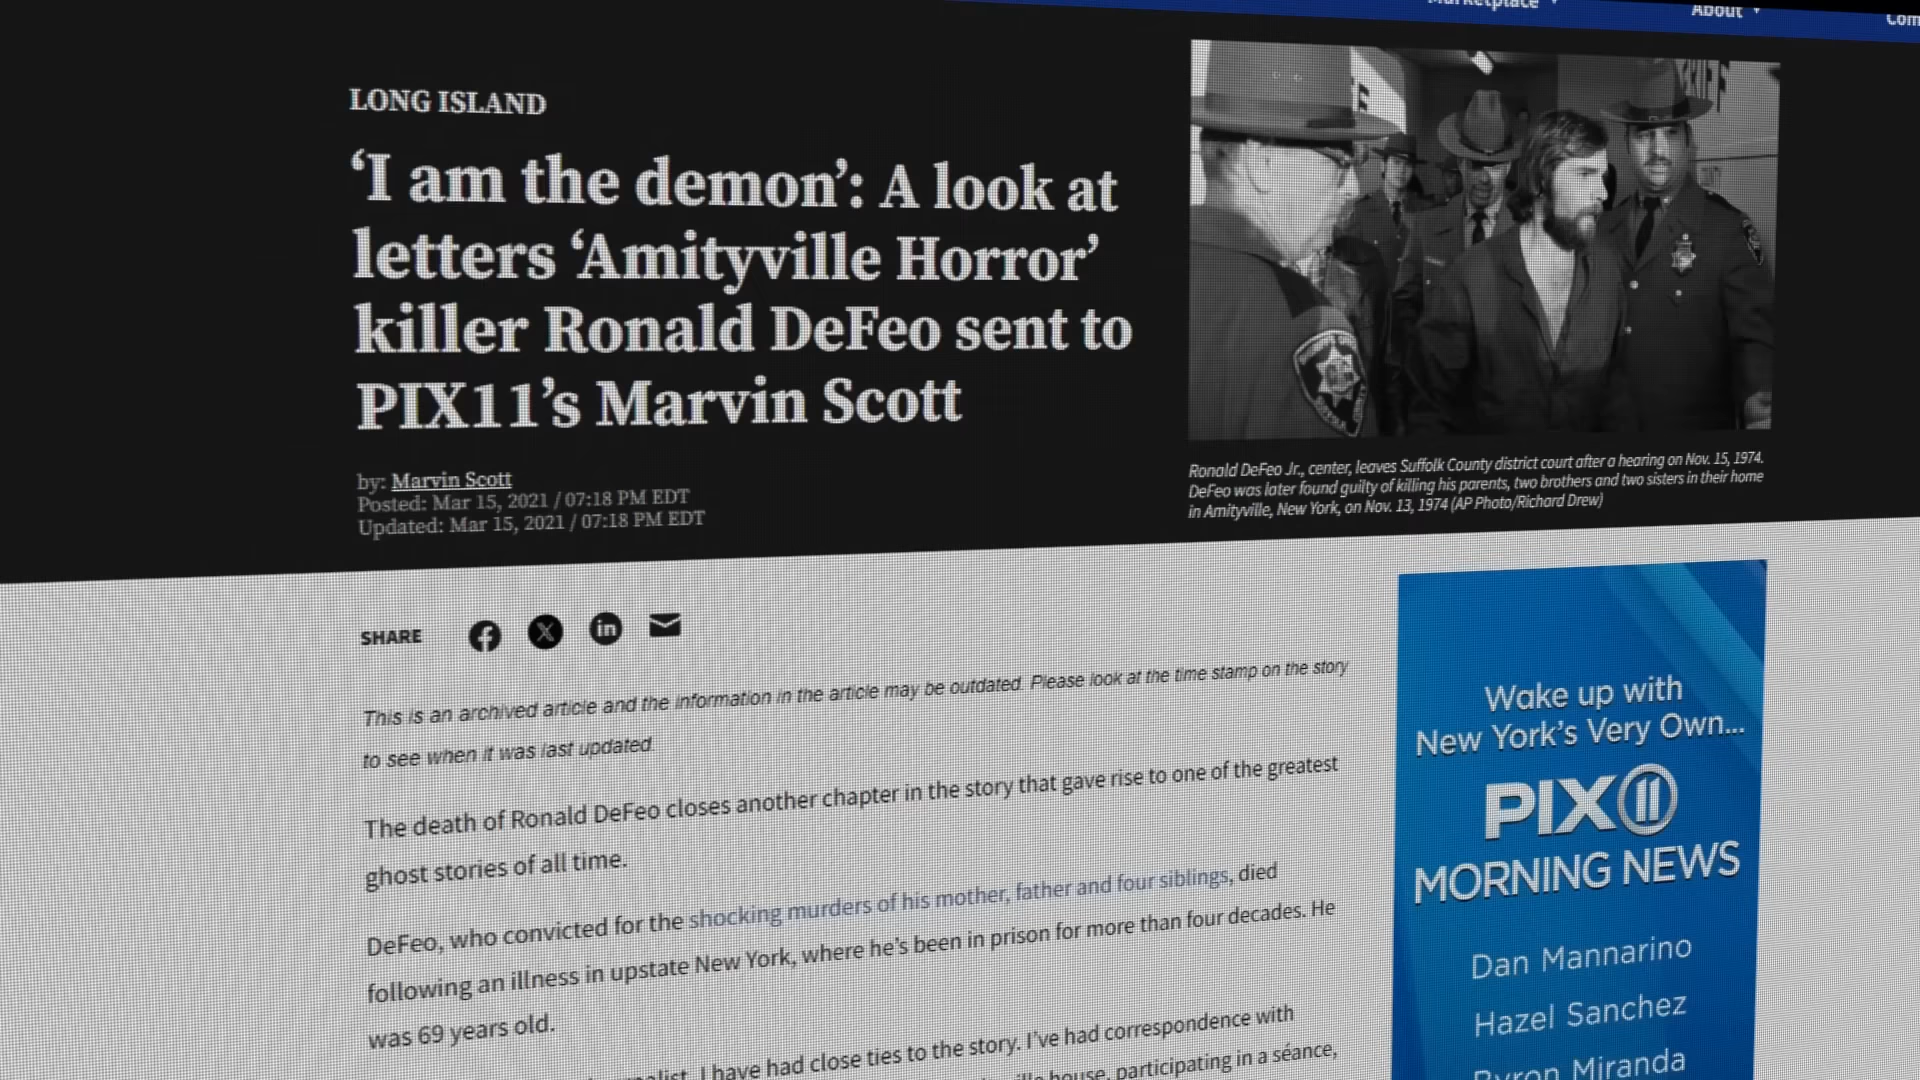 Marketplace
About
Com
LONG ISLAND
‘I am the demon’: A look at
letters ‘Amityville Horror’
killer Ronald DeFeo sent to
PIX11’s Marvin Scott
by: Marvin Scott
Posted: Mar 15, 2021 / 07:18 PM EDT
Updated: Mar 15, 2021 / 07:18 PM EDT
Ronald DeFeo Jr., center, leaves Suffolk County district court after a hearing on Nov. 15, 1974.
DeFeo was later found guilty of killing his parents, two brothers and two sisters in their home
in Amityville, New York, on Nov. 13, 1974 (AP Photo/Richard Drew)
SHARE
This is an archived article and the information in the article may be outdated. Please look at the time stamp on the story
to see when it was last updated.
The death of Ronald DeFeo closes another chapter in the story that gave rise to one of the greatest
ghost stories of all time.
DeFeo, who convicted for the shocking murders of his mother, father and four siblings, died
following an illness in upstate New York, where he’s been in prison for more than four decades. He
was 69 years old.
I have had close ties to the story. I’ve had correspondence with
house, participating in a séance,
Wake up with
New York’s Very Own...
PIX11
MORNING NEWS
Dan Mannarino
Hazel Sanchez
Byron Miranda